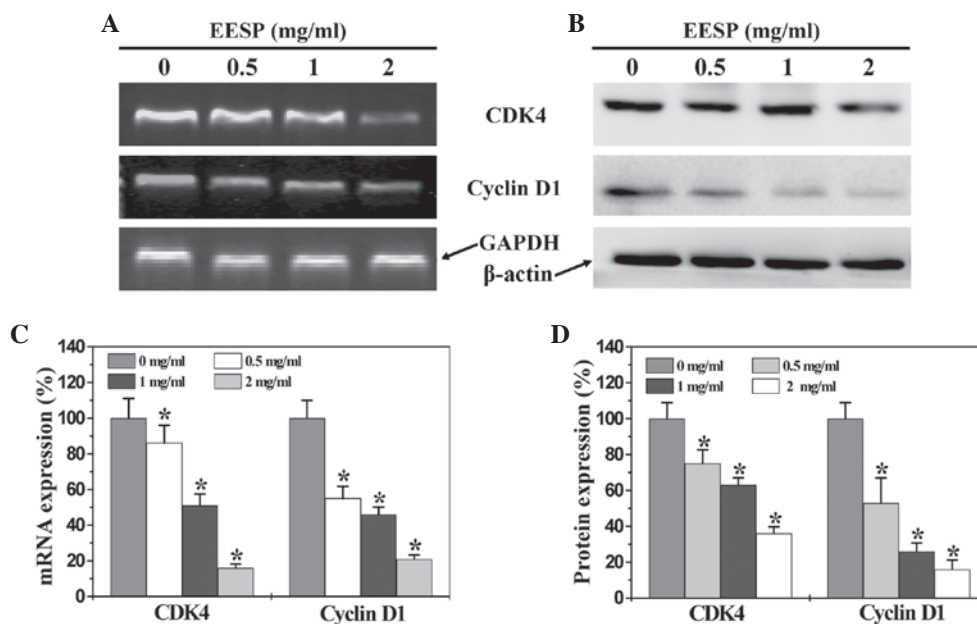 A
EESP (mg/ml)
0 0.5 1 2
B
EESP (mg/ml)
0 0.5 1 2
CDK4
Cyclin D1
GAPDH
β-actin
C
140
120
100
80
60
40
20
0
mRNA expression (%)
0 mg/ml
0.5 mg/ml
1 mg/ml
2 mg/ml
* * * * * *
CDK4 Cyclin D1
D
140
120
100
80
60
40
20
0
Protein expression (%)
0 mg/ml
0.5 mg/ml
1 mg/ml
2 mg/ml
* * * * * *
CDK4 Cyclin D1